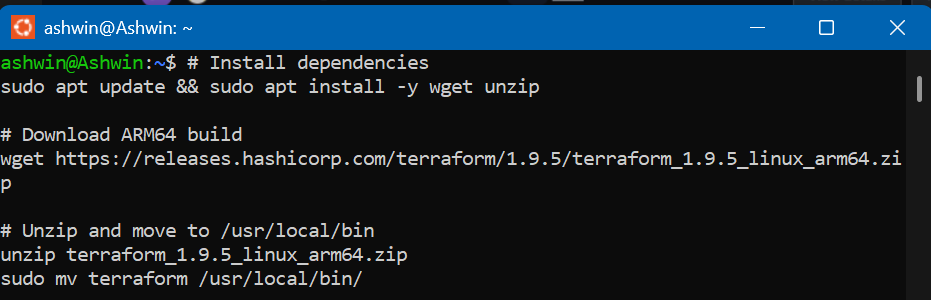 ashwin@Ashwin: ~
ashwin@Ashwin:~$ # Install dependencies
sudo apt update && sudo apt install -y wget unzip
# Download ARM64 build
wget https://releases.hashicorp.com/terraform/1.9.5/terraform_1.9.5_linux_arm64.zi
p
# Unzip and move to /usr/local/bin
unzip terraform_1.9.5_linux_arm64.zip
sudo mv terraform /usr/local/bin/